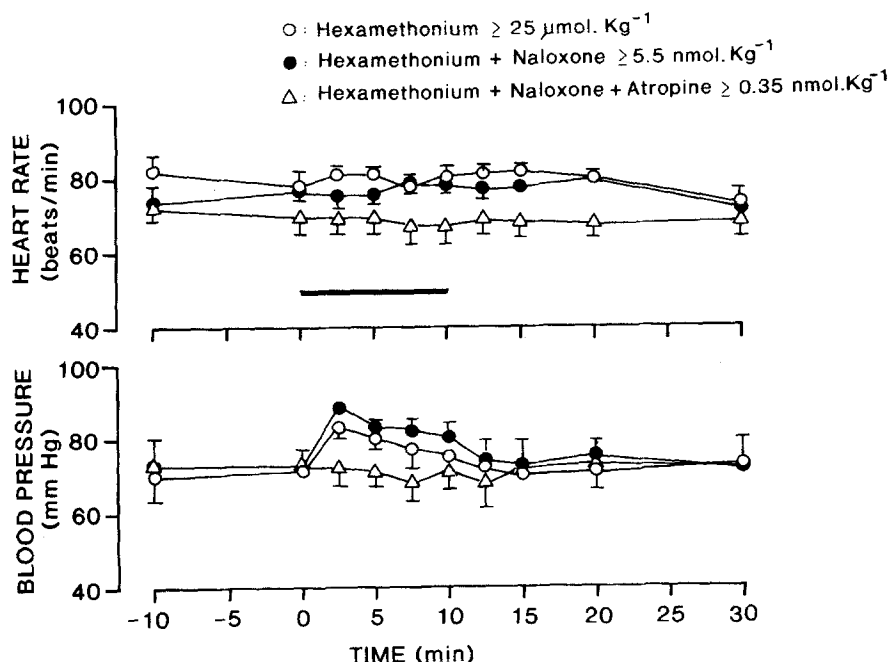 ○ : Hexamethonium ≥ 25 μmol. Kg⁻¹
● : Hexamethonium + Naloxone ≥5.5 nmol.Kg⁻¹
△ : Hexamethonium + Naloxone + Atropine ≥ 0.35 nmol.Kg⁻¹
HEART RATE
(beats/min)
100
80
60
40
BLOOD PRESSURE
(mm Hg)
100
80
60
40
-10 -5 0 5 10 15 20 25 30
TIME (min)